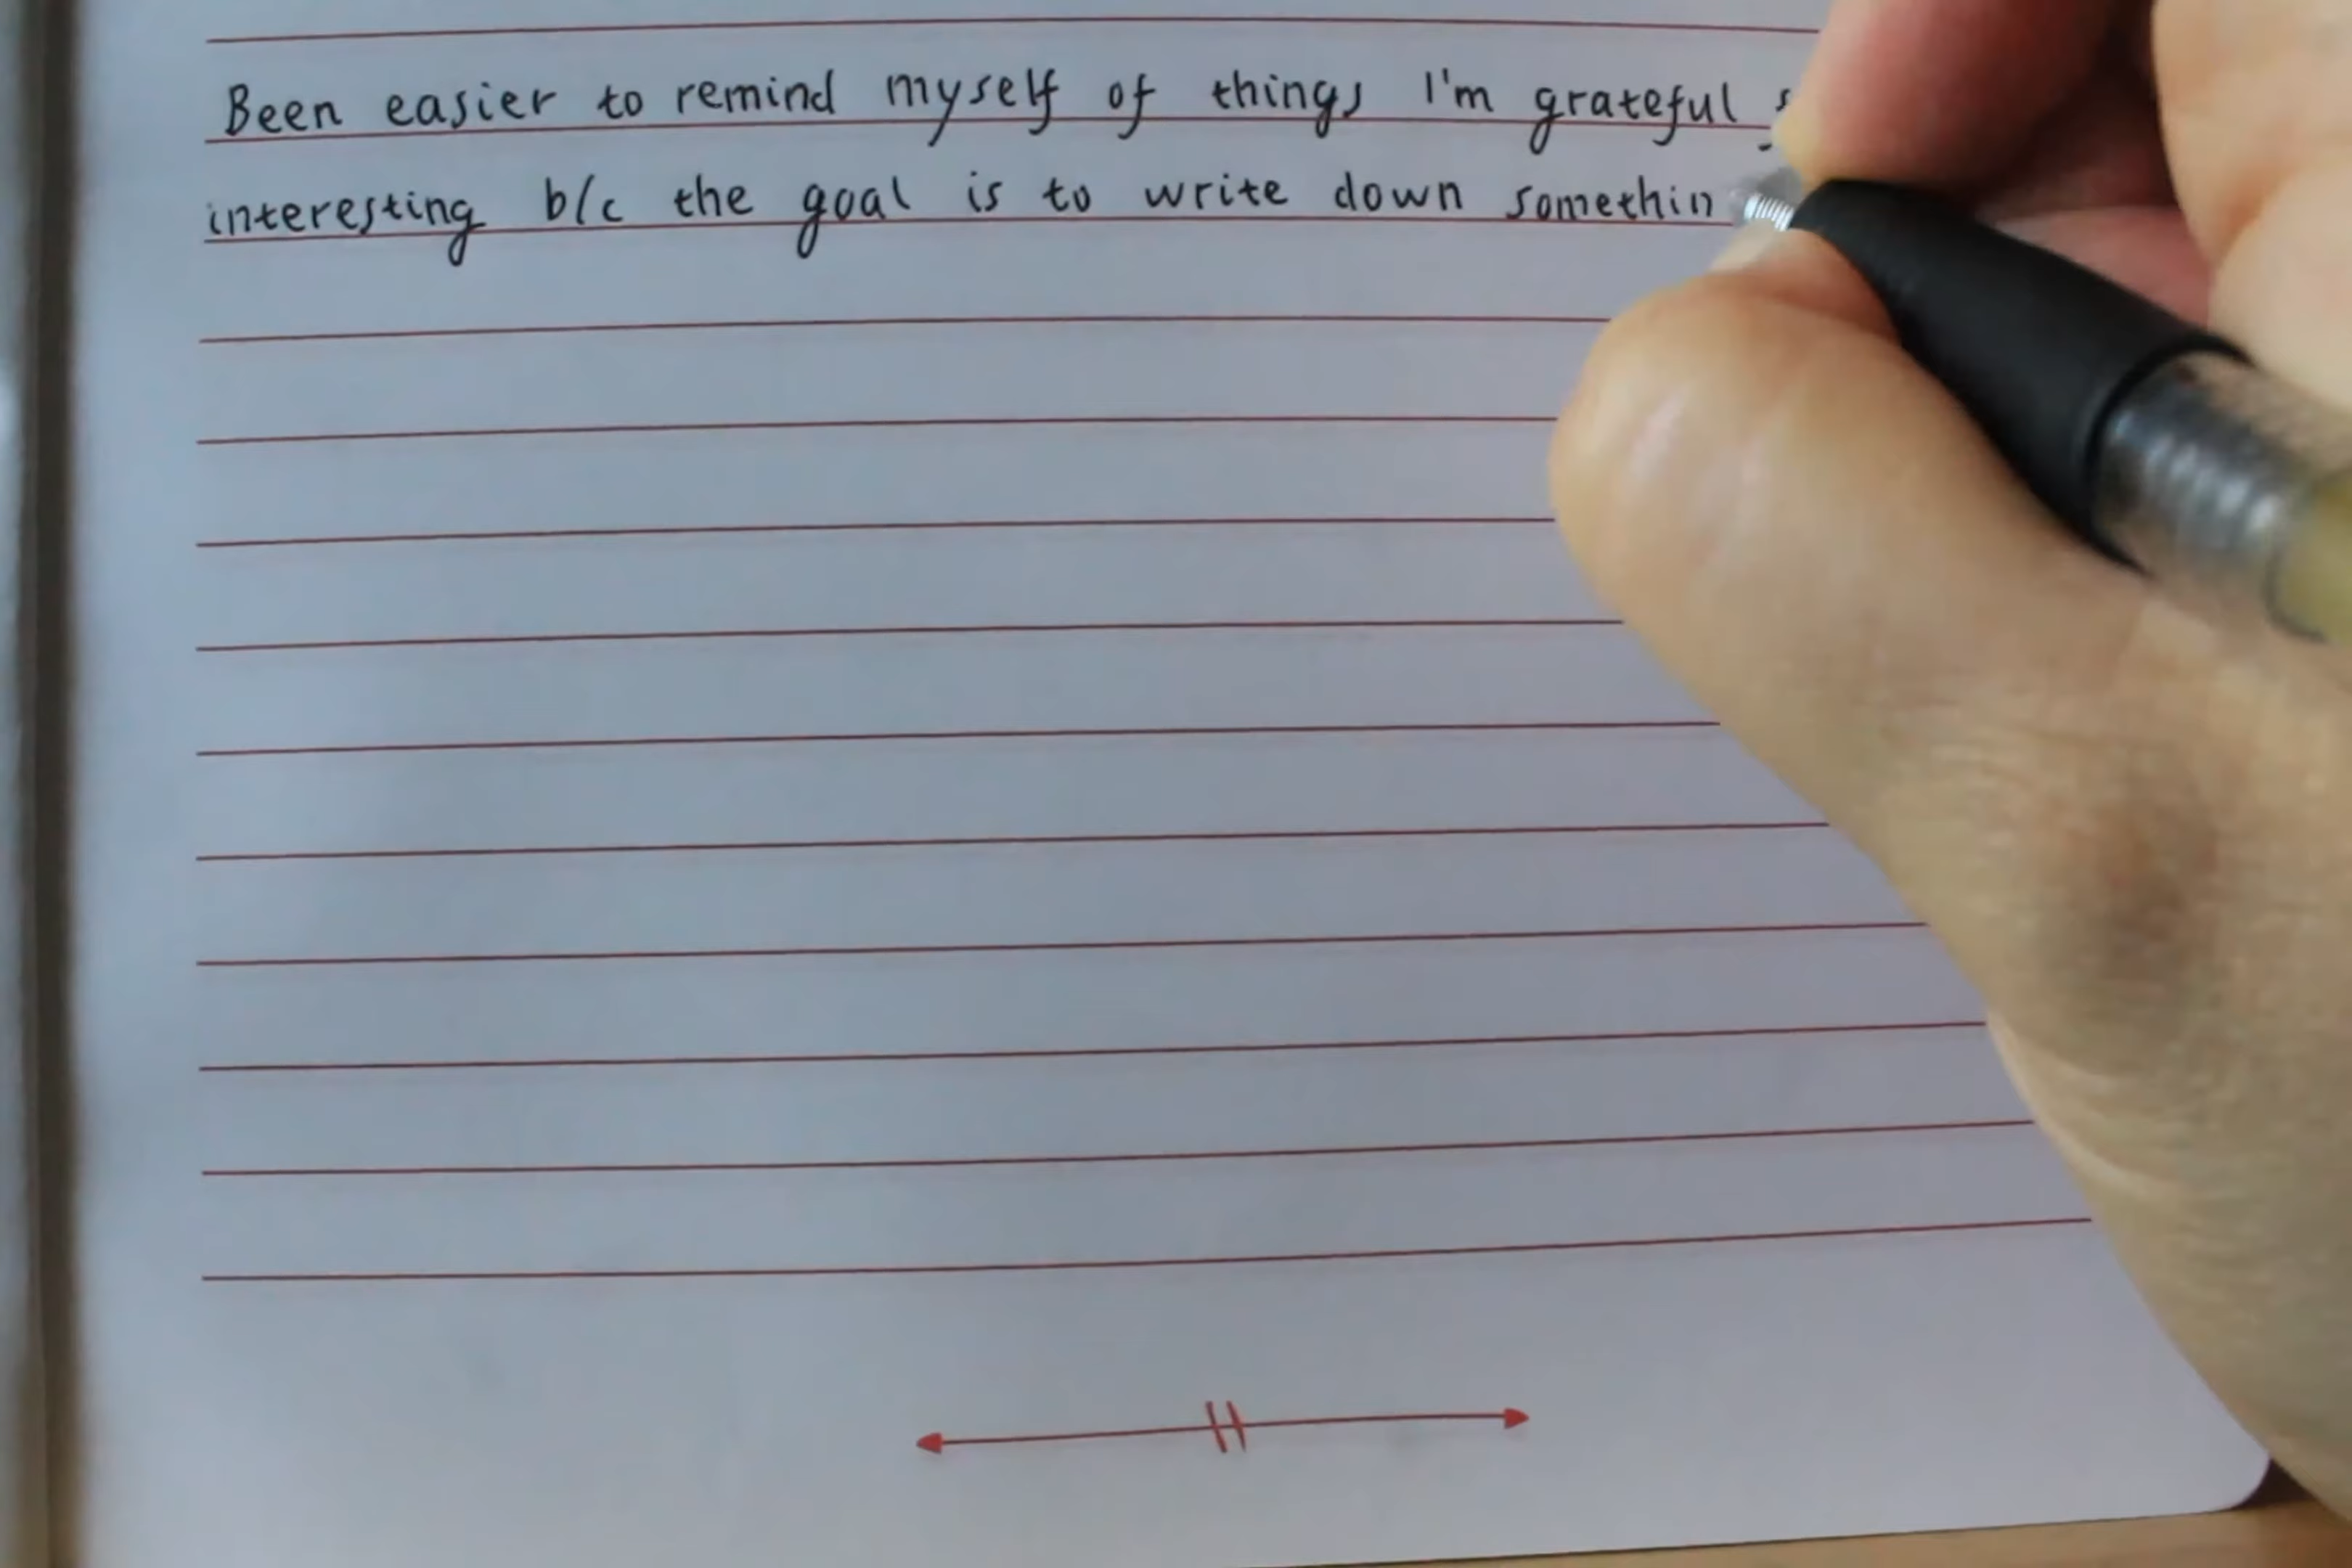 Been easier to remind myself of things I'm grateful
interesting b/c the goal is to write down somethin